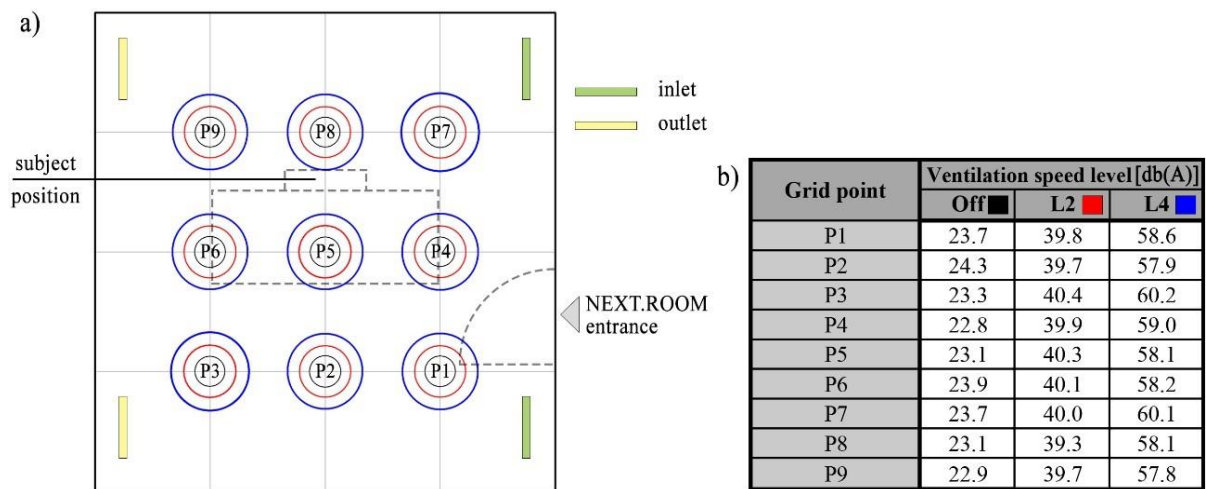 a)
inlet
outlet
P9 P8 P7
subject
position
P6 P5 P4
NEXT.ROOM
entrance
P3 P2 P1
b)
Grid point Ventilation speed level [db(A)]
Off L2 L4
P1 23.7 39.8 58.6
P2 24.3 39.7 57.9
P3 23.3 40.4 60.2
P4 22.8 39.9 59.0
P5 23.1 40.3 58.1
P6 23.9 40.1 58.2
P7 23.7 40.0 60.1
P8 23.1 39.3 58.1
P9 22.9 39.7 57.8